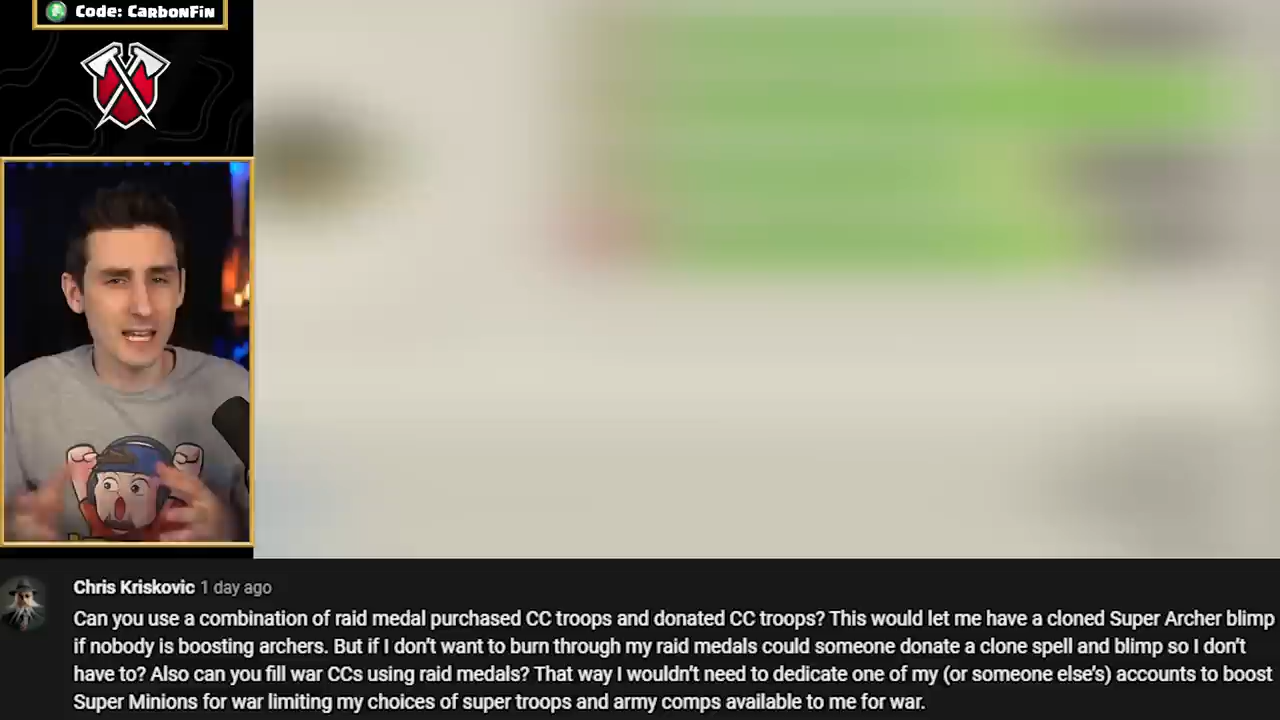 Code: CarbonFin
Chris Kriskovic 1 day ago
Can you use a combination of raid medal purchased CC troops and donated CC troops? This would let me have a cloned Super Archer blimp
if nobody is boosting archers. But if I don't want to burn through my raid medals could someone donate a clone spell and blimp so I don't
have to? Also can you fill war CCs using raid medals? That way I wouldn't need to dedicate one of my (or someone else's) accounts to boost
Super Minions for war limiting my choices of super troops and army comps available to me for war.